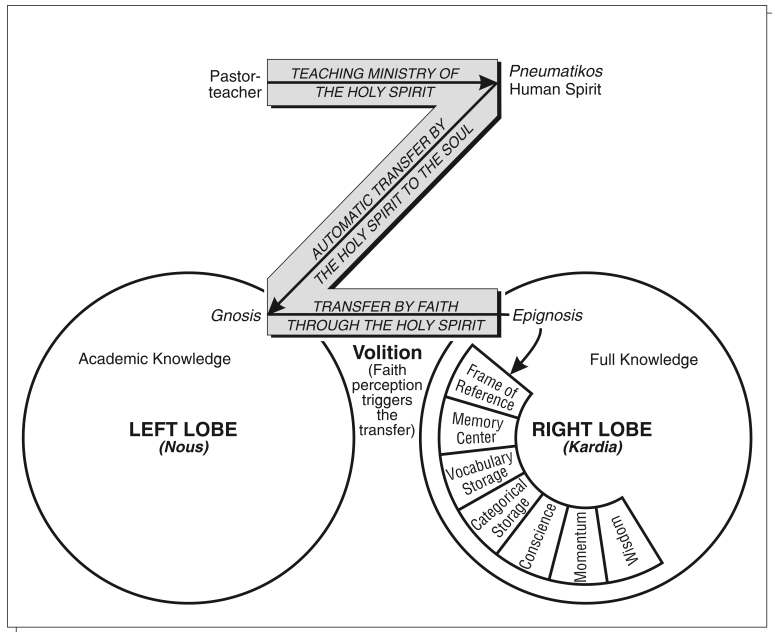 Pastor-
teacher
TEACHING MINISTRY OF
THE HOLY SPIRIT
Pneumatikos
Human Spirit
AUTOMATIC TRANSFER BY
THE HOLY SPIRIT TO THE SOUL
Gnosis
TRANSFER BY FAITH
THROUGH THE HOLY SPIRIT
Epignosis
Academic Knowledge
LEFT LOBE
(Nous)
Volition
(Faith
perception
triggers
the
transfer)
Full Knowledge
RIGHT LOBE
(Kardia)
Frame of
Reference
Memory
Center
Vocabulary
Storage
Categorical
Storage
Conscience
Momentum
Wisdom